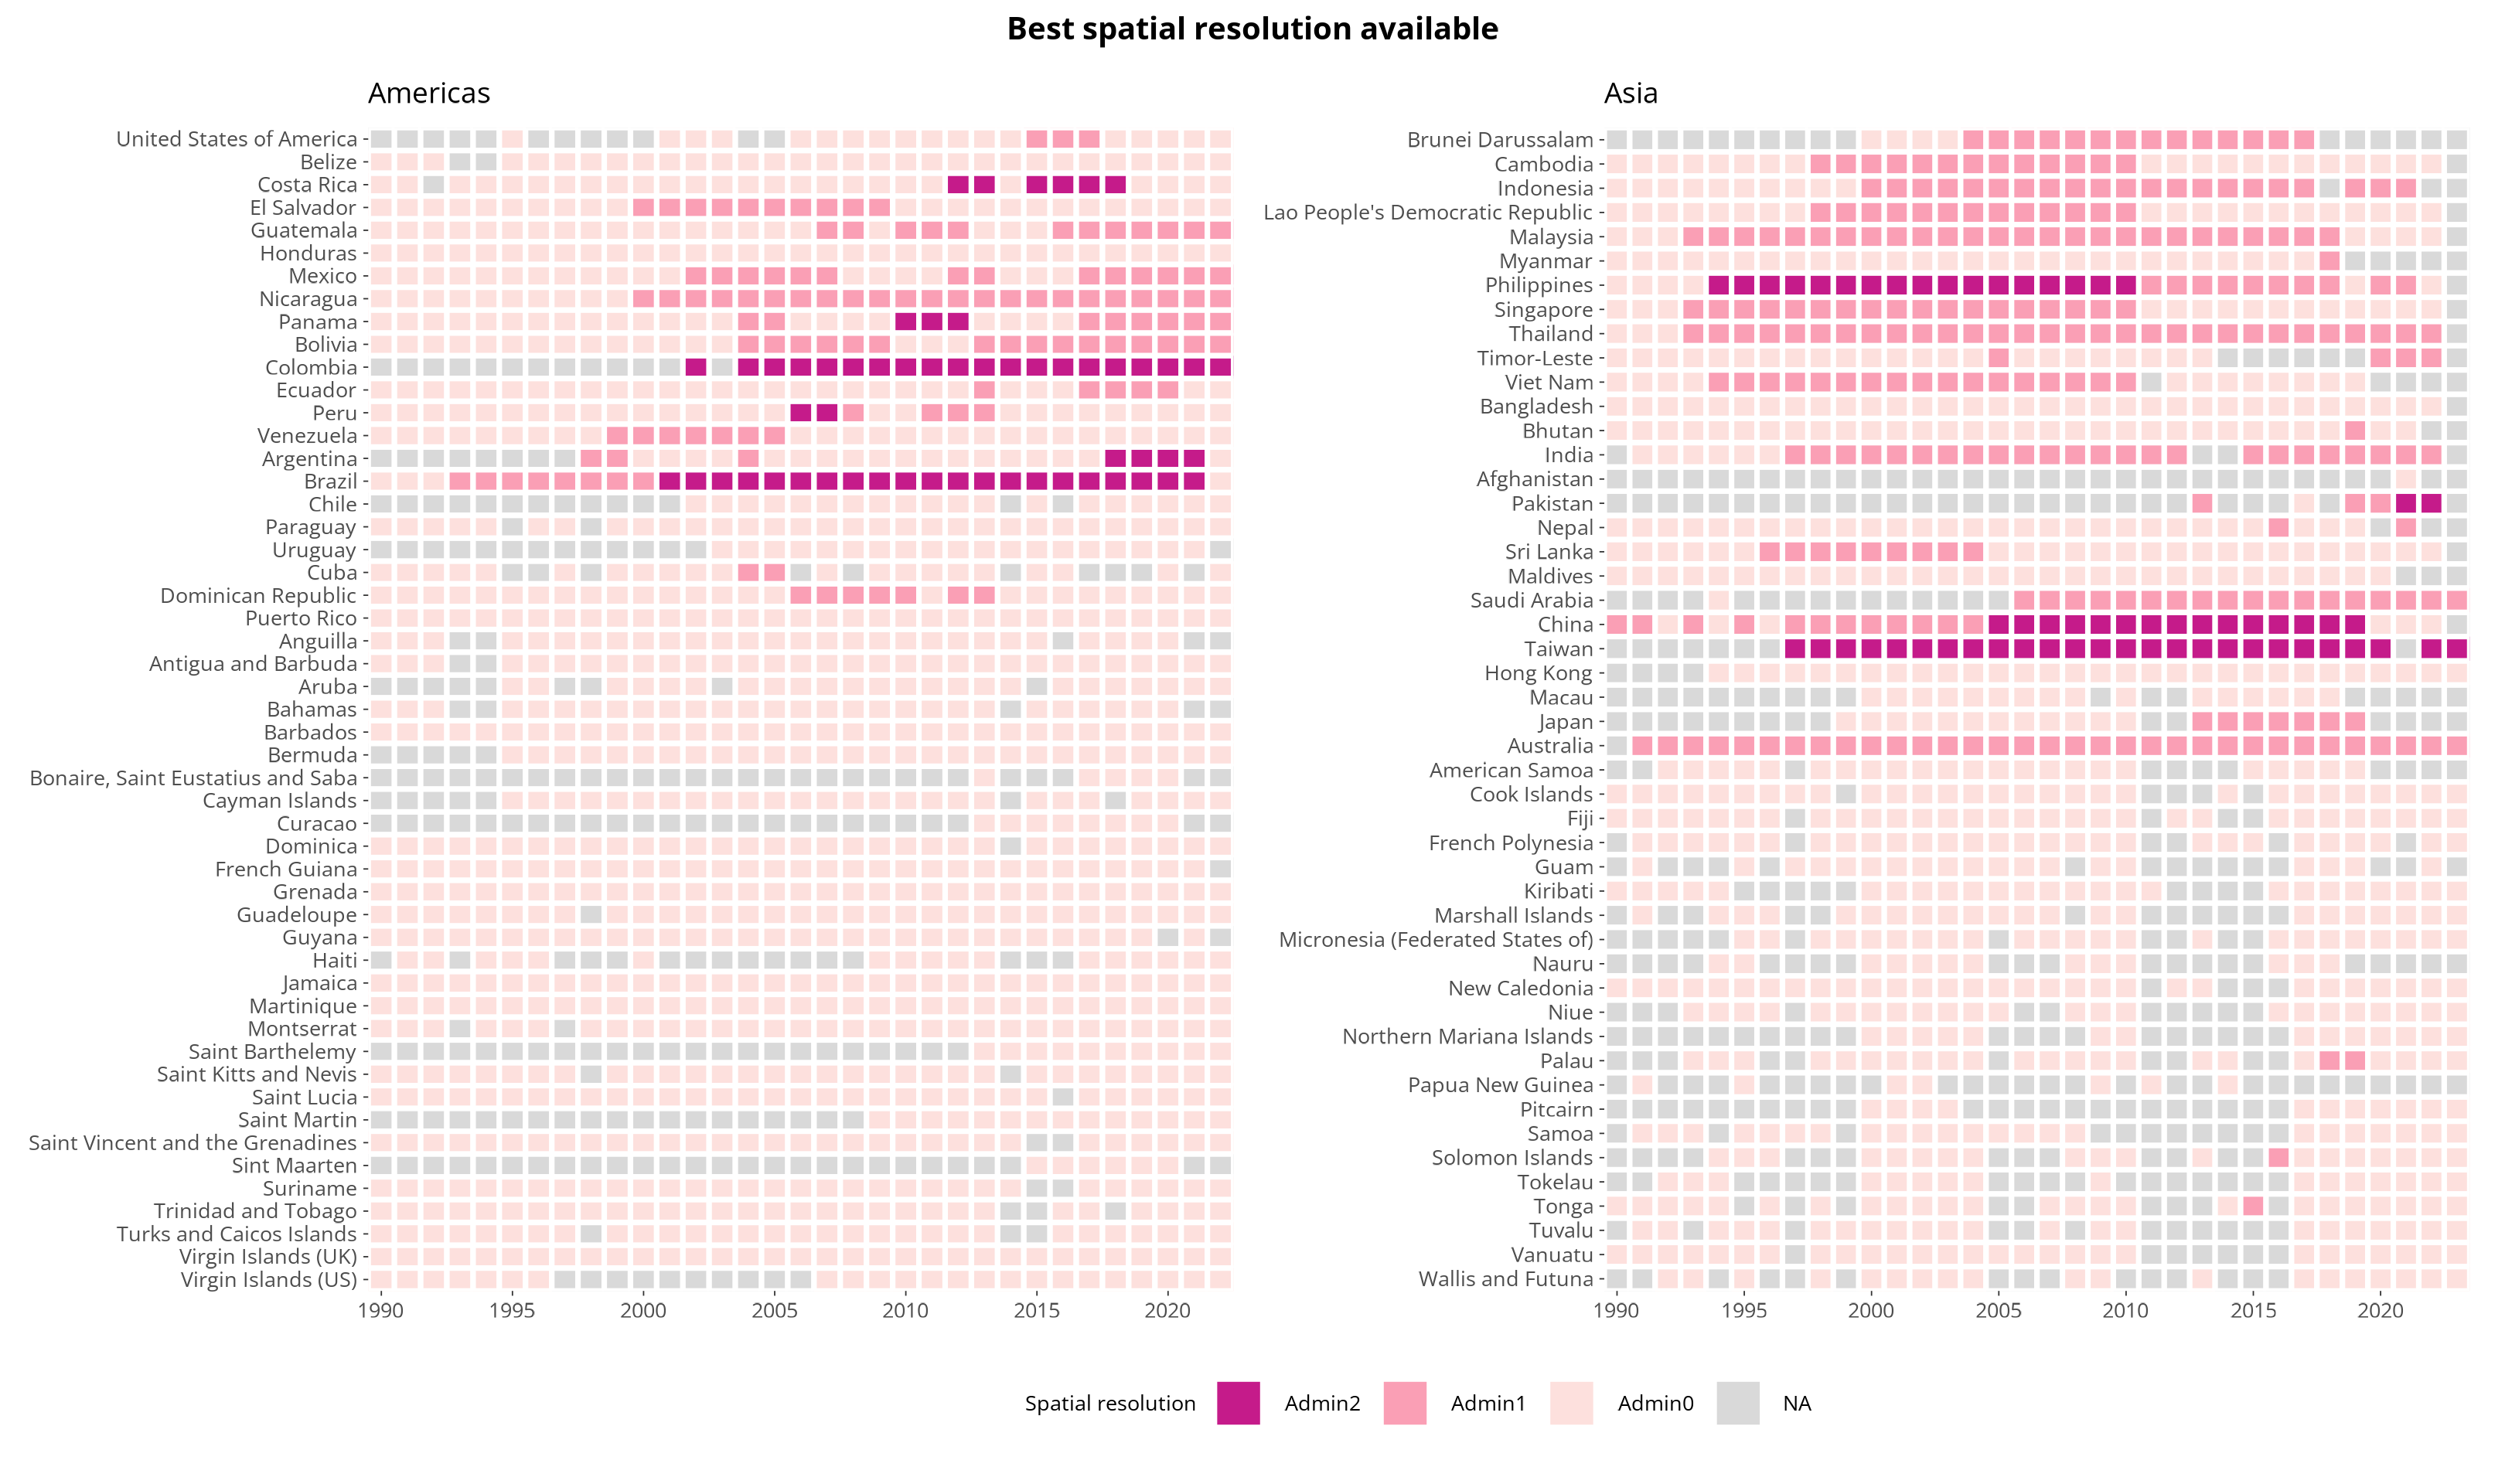 Best spatial resolution available
Americas
United States of America
Belize
Costa Rica
El Salvador
Guatemala
Honduras
Mexico
Nicaragua
Panama
Bolivia
Colombia
Ecuador
Peru
Venezuela
Argentina
Brazil
Chile
Paraguay
Uruguay
Cuba
Dominican Republic
Puerto Rico
Anguilla
Antigua and Barbuda
Aruba
Bahamas
Barbados
Bermuda
Bonaire, Saint Eustatius and Saba
Cayman Islands
Curacao
Dominica
French Guiana
Grenada
Guadeloupe
Guyana
Haiti
Jamaica
Martinique
Montserrat
Saint Barthelemy
Saint Kitts and Nevis
Saint Lucia
Saint Martin
Saint Vincent and the Grenadines
Sint Maarten
Suriname
Trinidad and Tobago
Turks and Caicos Islands
Virgin Islands (UK)
Virgin Islands (US)
1990 1995 2000 2005 2010 2015 2020
Asia
Brunei Darussalam
Cambodia
Indonesia
Lao People's Democratic Republic
Malaysia
Myanmar
Philippines
Singapore
Thailand
Timor-Leste
Viet Nam
Bangladesh
Bhutan
India
Afghanistan
Pakistan
Nepal
Sri Lanka
Maldives
Saudi Arabia
China
Taiwan
Hong Kong
Macau
Japan
Australia
American Samoa
Cook Islands
Fiji
French Polynesia
Guam
Kiribati
Marshall Islands
Micronesia (Federated States of)
Nauru
New Caledonia
Niue
Northern Mariana Islands
Palau
Papua New Guinea
Pitcairn
Samoa
Solomon Islands
Tokelau
Tonga
Tuvalu
Vanuatu
Wallis and Futuna
1990 1995 2000 2005 2010 2015 2020
Spatial resolution Admin2 Admin1 Admin0 NA